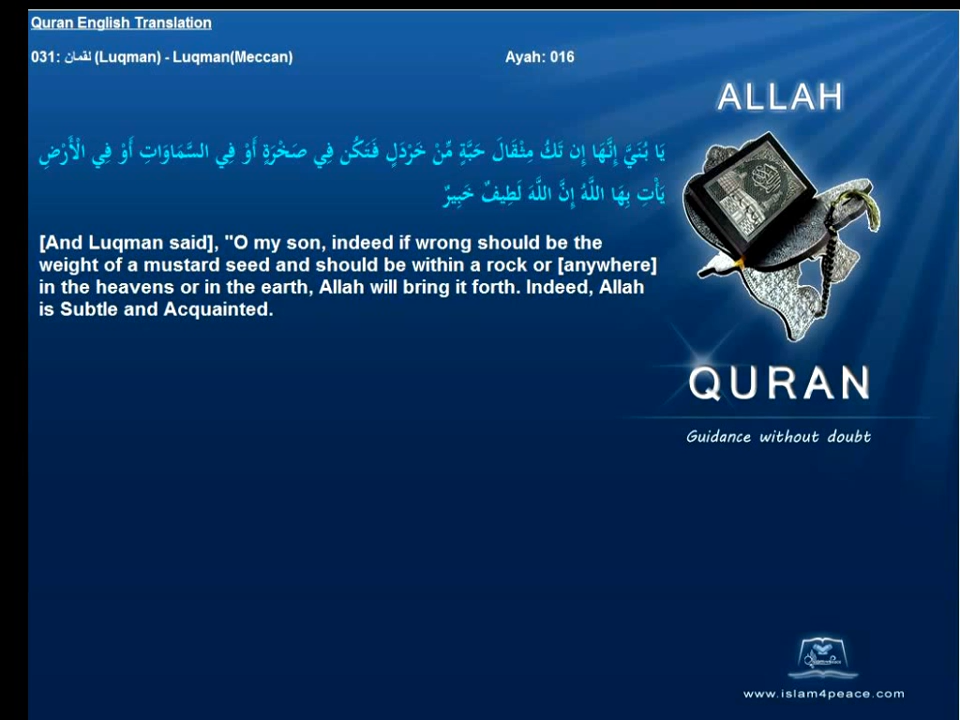 Quran English Translation
031: لقمان (Luqman) - Luqman(Meccan)
Ayah: 016
ALLAH
يَا بُنَيَّ إِنَّهَا إِن تَكُ مِثْقَالَ حَبَّةٍ مِّنْ خَرْدَلٍ فَتَكُن فِي صَخْرَةٍ أَوْ فِي السَّمَاوَاتِ أَوْ فِي الْأَرْضِ
يَأْتِ بِهَا اللَّهُ إِنَّ اللَّهَ لَطِيفٌ خَبِيرٌ
[And Luqman said], "O my son, indeed if wrong should be the
weight of a mustard seed and should be within a rock or [anywhere]
in the heavens or in the earth, Allah will bring it forth. Indeed, Allah
is Subtle and Acquainted.
QURAN
Guidance without doubt
www.islam4peace.com